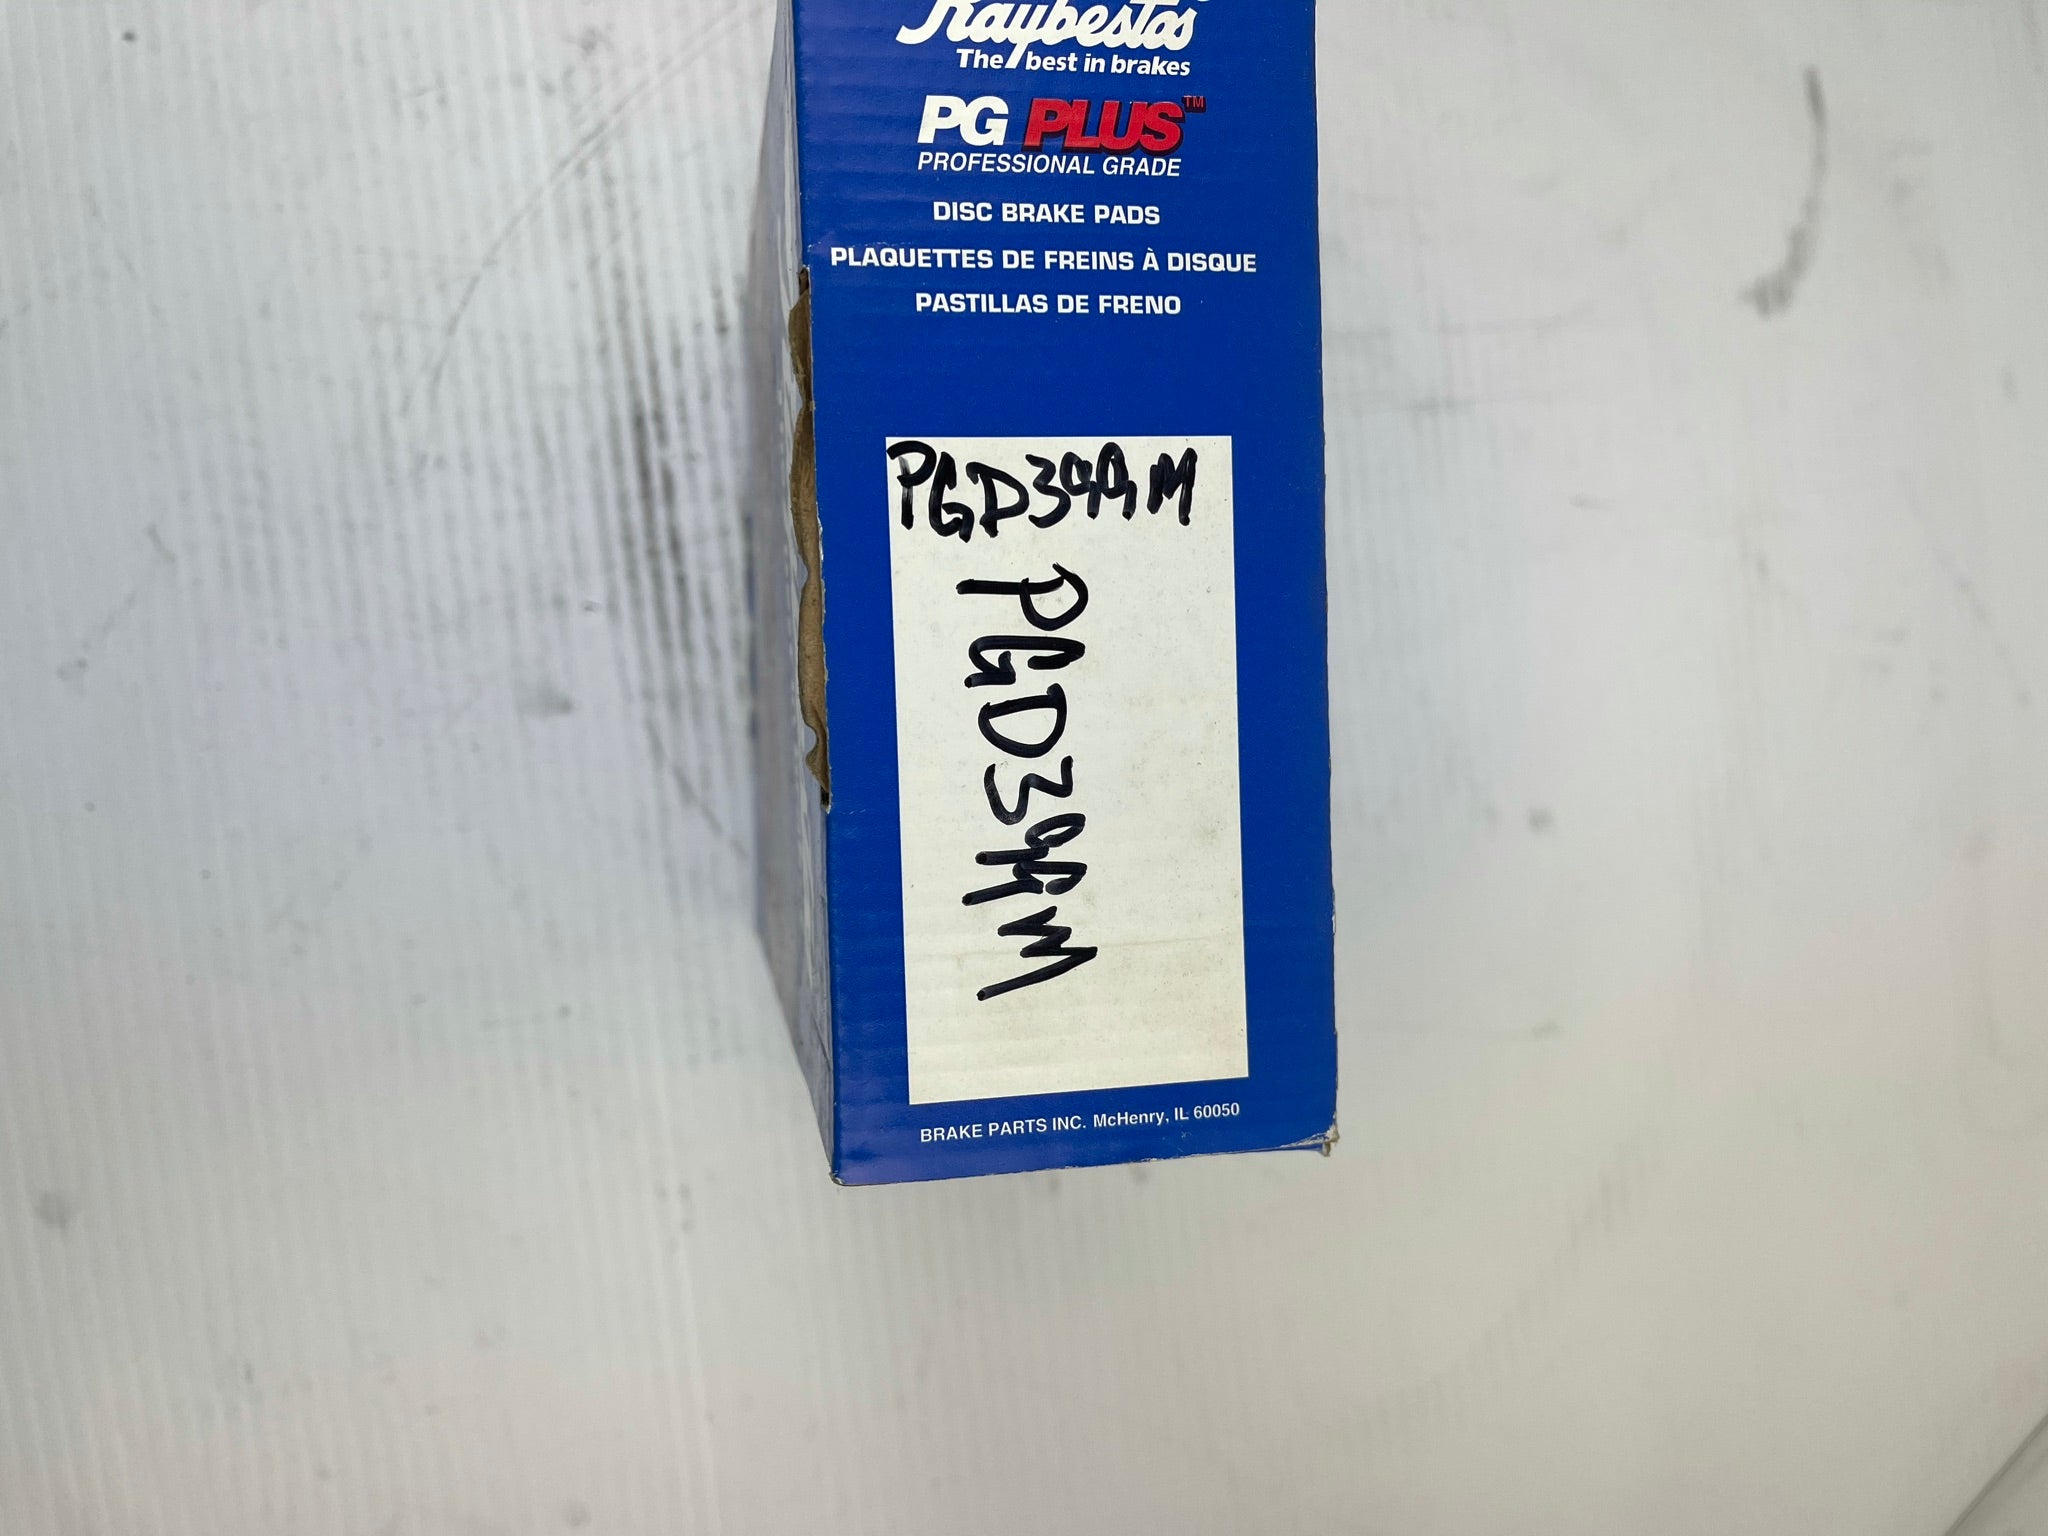 Raybestos
The best in brakes
PG PLUS™
PROFESSIONAL GRADE
DISC BRAKE PADS
PLAQUETTES DE FREINS À DISQUE
PASTILLAS DE FRENO
PGD399M
PGD399M
BRAKE PARTS INC. McHenry, IL 60050